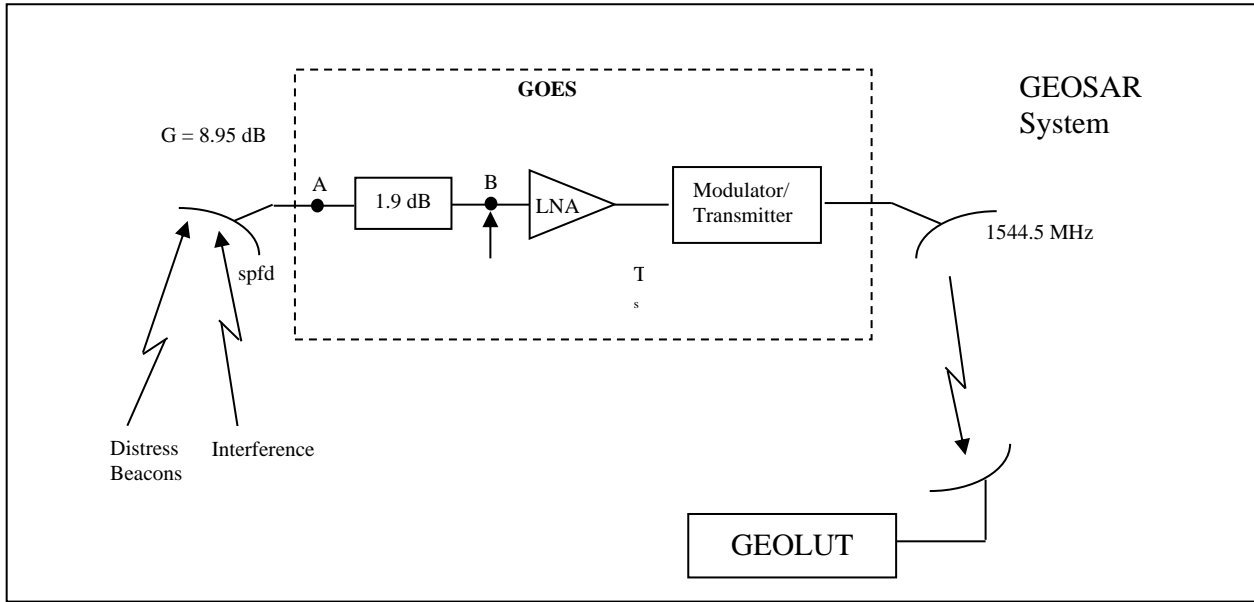 GOES
GEOSAR
System
G = 8.95 dB
A
1.9 dB
B
LNA
Modulator/
Transmitter
1544.5 MHz
spfd
T
s
Distress
Beacons
Interference
GEOLUT